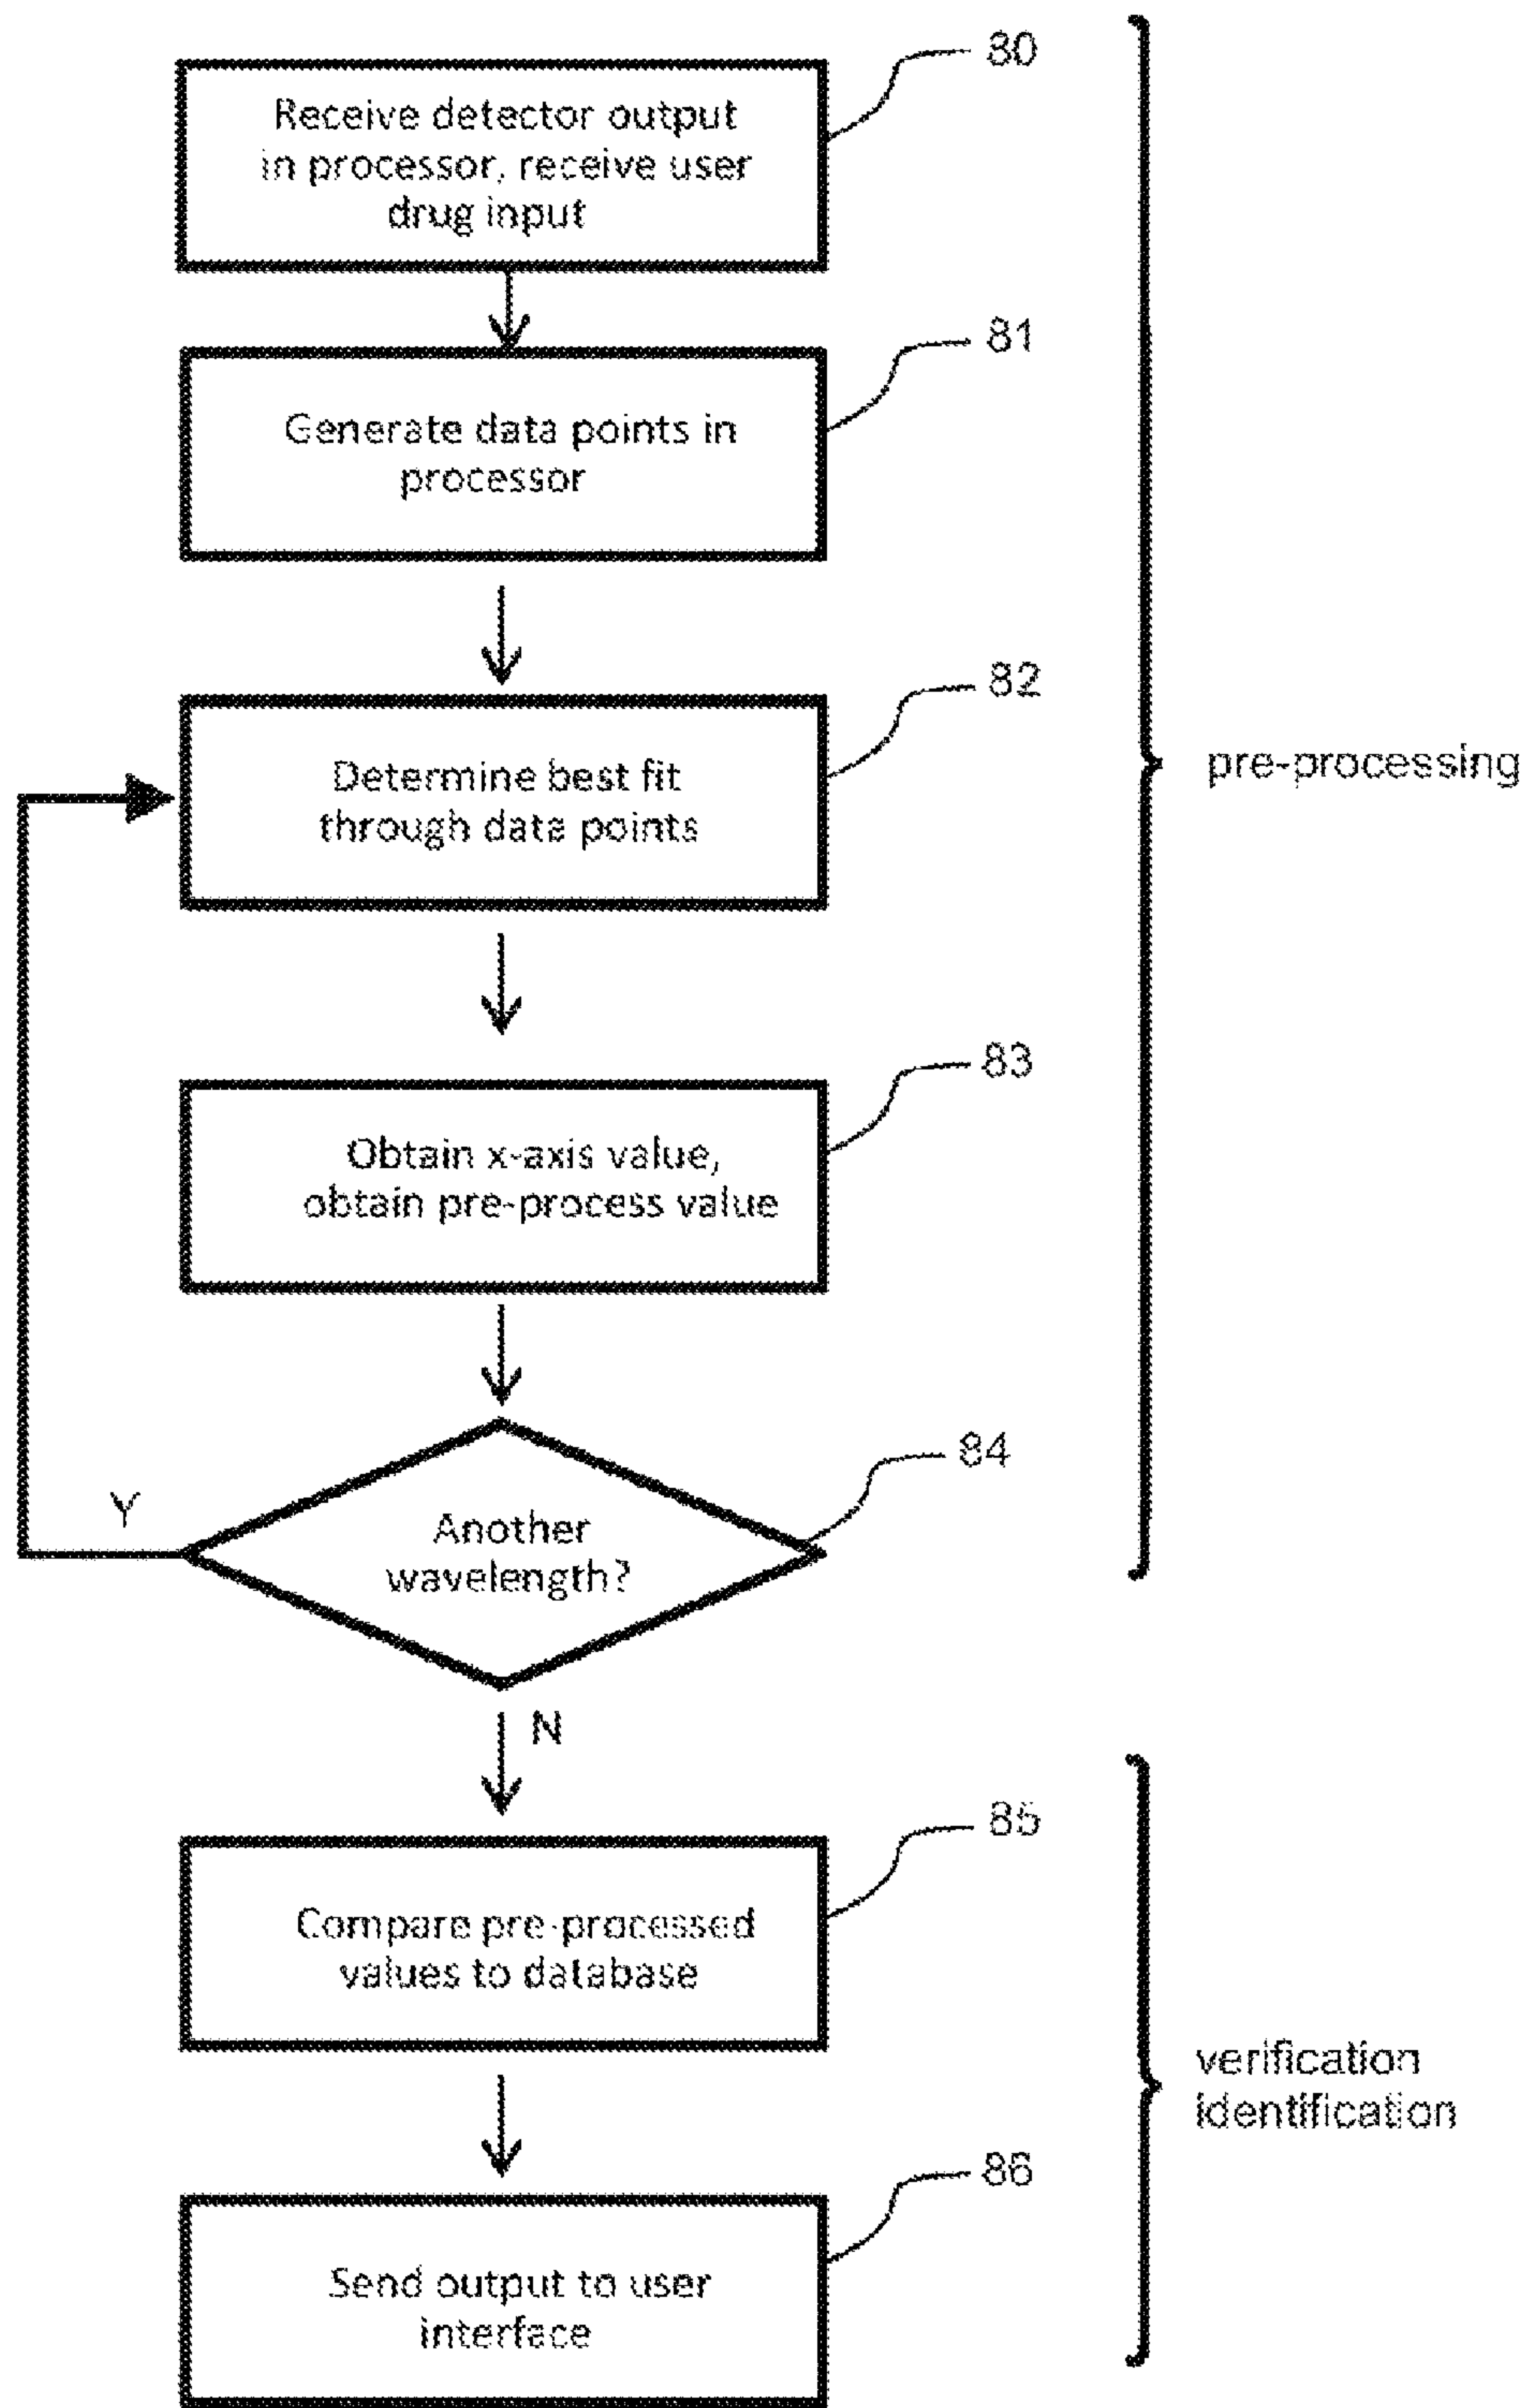 80
Receive detector output
in processor, receive user
drug input
81
Generate data points in
processor
82
Determine best fit
through data points
pre-processing
83
Obtain x-axis value,
obtain pre-process value
84
Another
wavelength?
Y
N
85
Compare pre-processed
values to database
verification
identification
86
Send output to user
interface